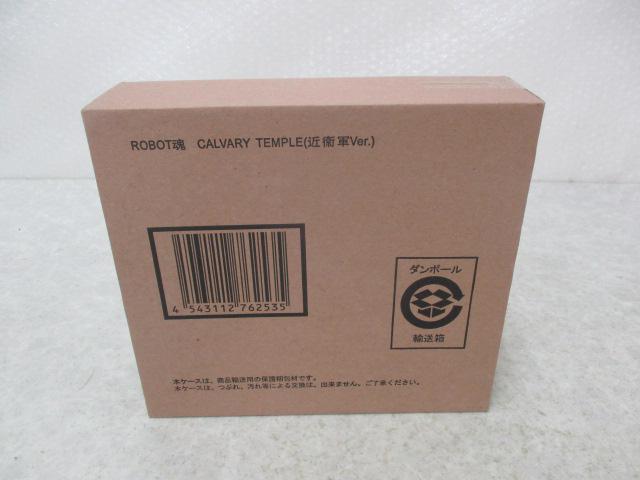 ROBOT魂 CALVARY TEMPLE(近衛軍Ver.)
4 543112 762535
ダンボール
輸送箱
本ケースは、商品輸送用の保護梱包材です。
本ケースは、つぶれ、汚れ等による交換は、出来ません。ご了承ください。